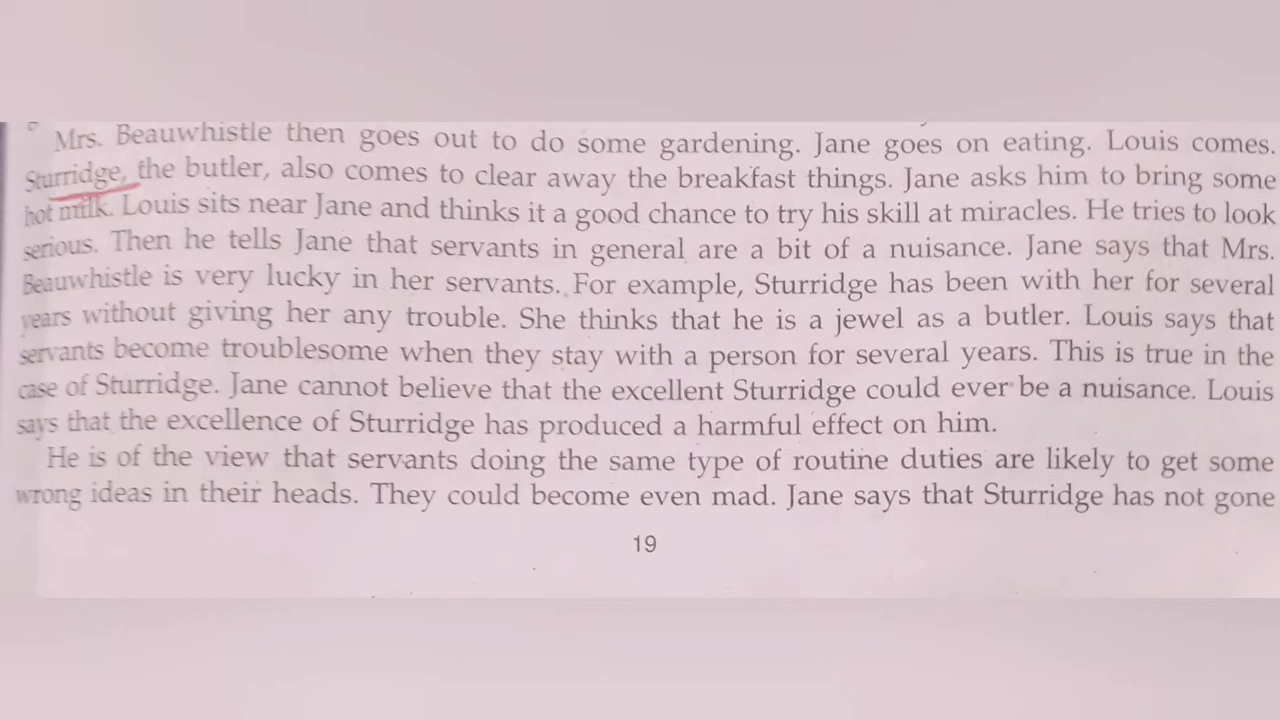 Mrs. Beauwhistle then goes out to do some gardening. Jane goes on eating. Louis comes.
Sturridge, the butler, also comes to clear away the breakfast things. Jane asks him to bring some
hot milk. Louis sits near Jane and thinks it a good chance to try his skill at miracles. He tries to look
serious. Then he tells Jane that servants in general are a bit of a nuisance. Jane says that Mrs.
Beauwhistle is very lucky in her servants. For example, Sturridge has been with her for several
years without giving her any trouble. She thinks that he is a jewel as a butler. Louis says that
servants become troublesome when they stay with a person for several years. This is true in the
case of Sturridge. Jane cannot believe that the excellent Sturridge could ever be a nuisance. Louis
says that the excellence of Sturridge has produced a harmful effect on him.
He is of the view that servants doing the same type of routine duties are likely to get some
wrong ideas in their heads. They could become even mad. Jane says that Sturridge has not gone
19